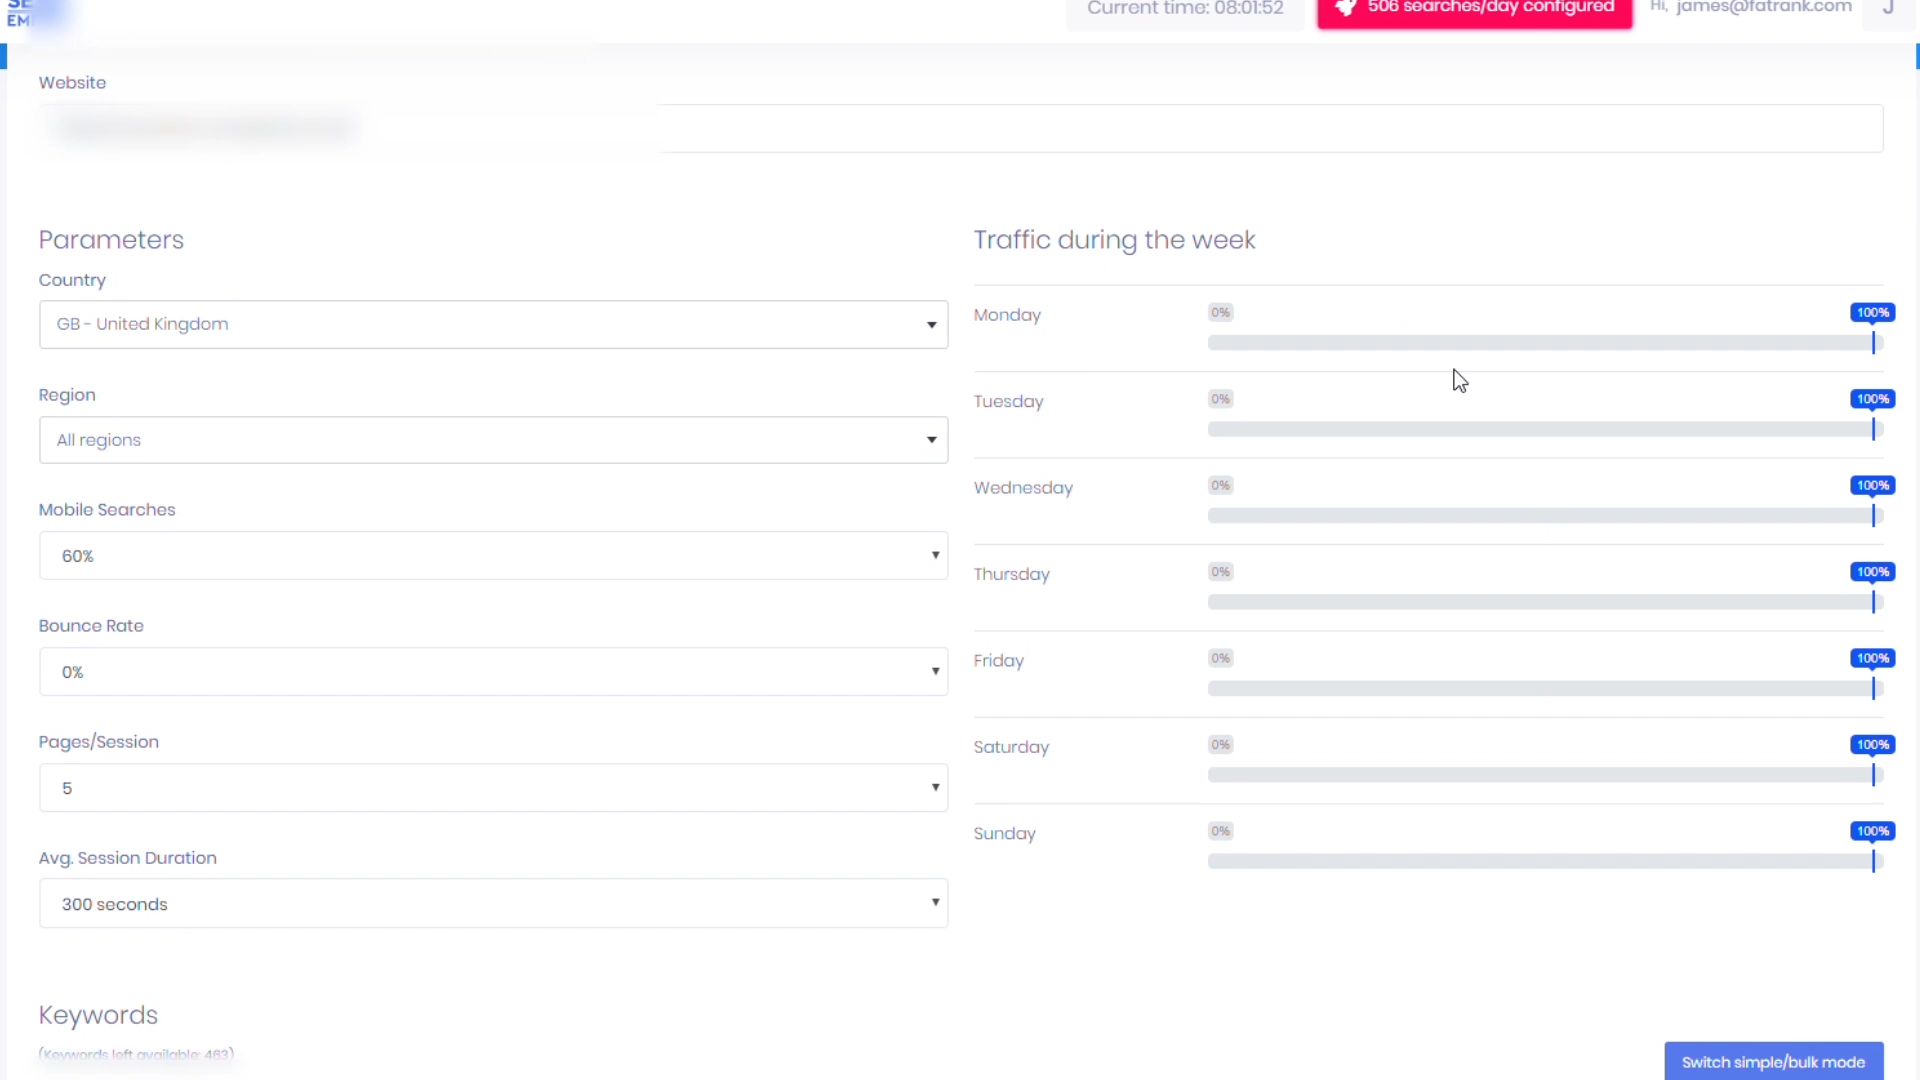 SE
EM
Current time: 08:01:52
506 searches/day configured
Hi, james@fatrank.com
J
Website
Parameters
Country
GB - United Kingdom
Region
All regions
Mobile Searches
60%
Bounce Rate
0%
Pages/Session
5
Avg. Session Duration
300 seconds
Traffic during the week
Monday
0%
100%
Tuesday
0%
100%
Wednesday
0%
100%
Thursday
0%
100%
Friday
0%
100%
Saturday
0%
100%
Sunday
0%
100%
Keywords
(Keywords left available: 463)
Switch simple/bulk mode